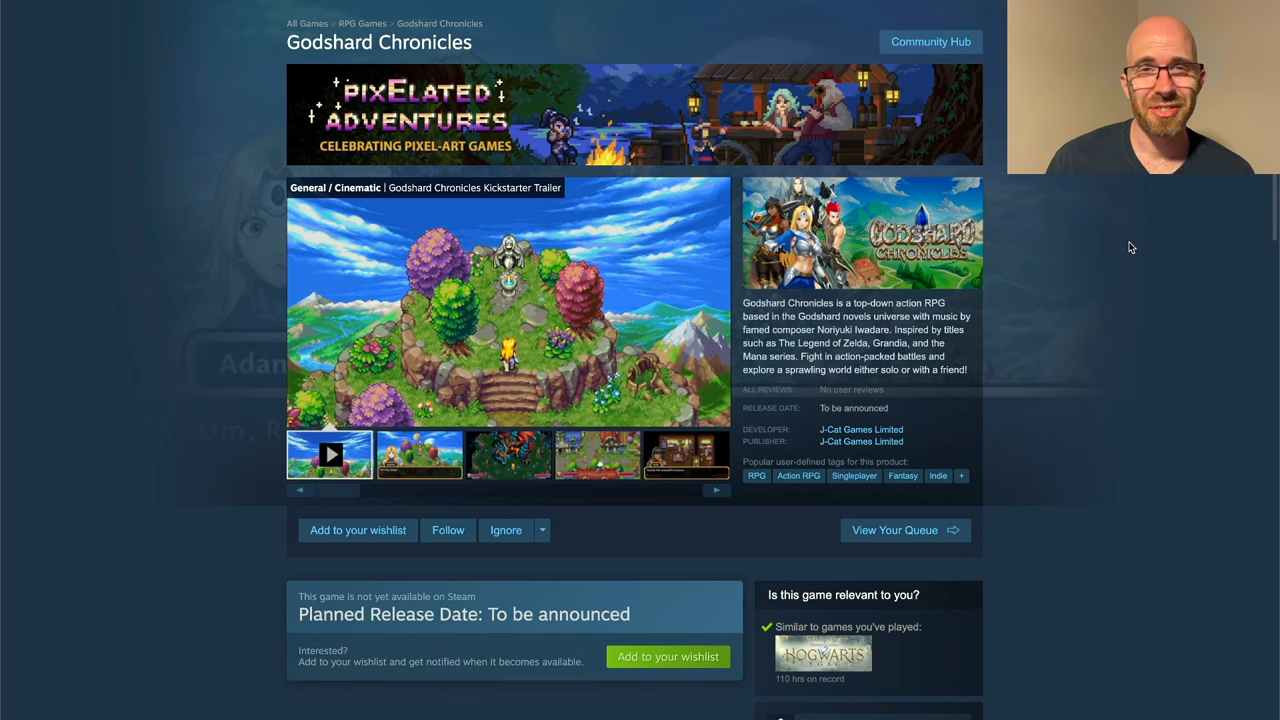 All Games > RPG Games > Godshard Chronicles
Godshard Chronicles
Community Hub
PIXELATED
ADVENTURES
CELEBRATING PIXEL-ART GAMES
General / Cinematic | Godshard Chronicles Kickstarter Trailer
GODSHARD
CHRONICLES
Godshard Chronicles is a top-down action RPG
based in the Godshard novels universe with music by
famed composer Noriyuki Iwadare. Inspired by titles
such as The Legend of Zelda, Grandia, and the
Mana series. Fight in action-packed battles and
explore a sprawling world either solo or with a friend!
ALL REVIEWS: No user reviews
RELEASE DATE: To be announced
DEVELOPER: J-Cat Games Limited
PUBLISHER: J-Cat Games Limited
Popular user-defined tags for this product:
RPG Action RPG Singleplayer Fantasy Indie +
Adan
Um, R
Add to your wishlist Follow Ignore View Your Queue
This game is not yet available on Steam
Planned Release Date: To be announced
Interested?
Add to your wishlist and get notified when it becomes available.
Add to your wishlist
Is this game relevant to you?
Similar to games you've played:
HOGWARTS
LEGACY
110 hrs on record